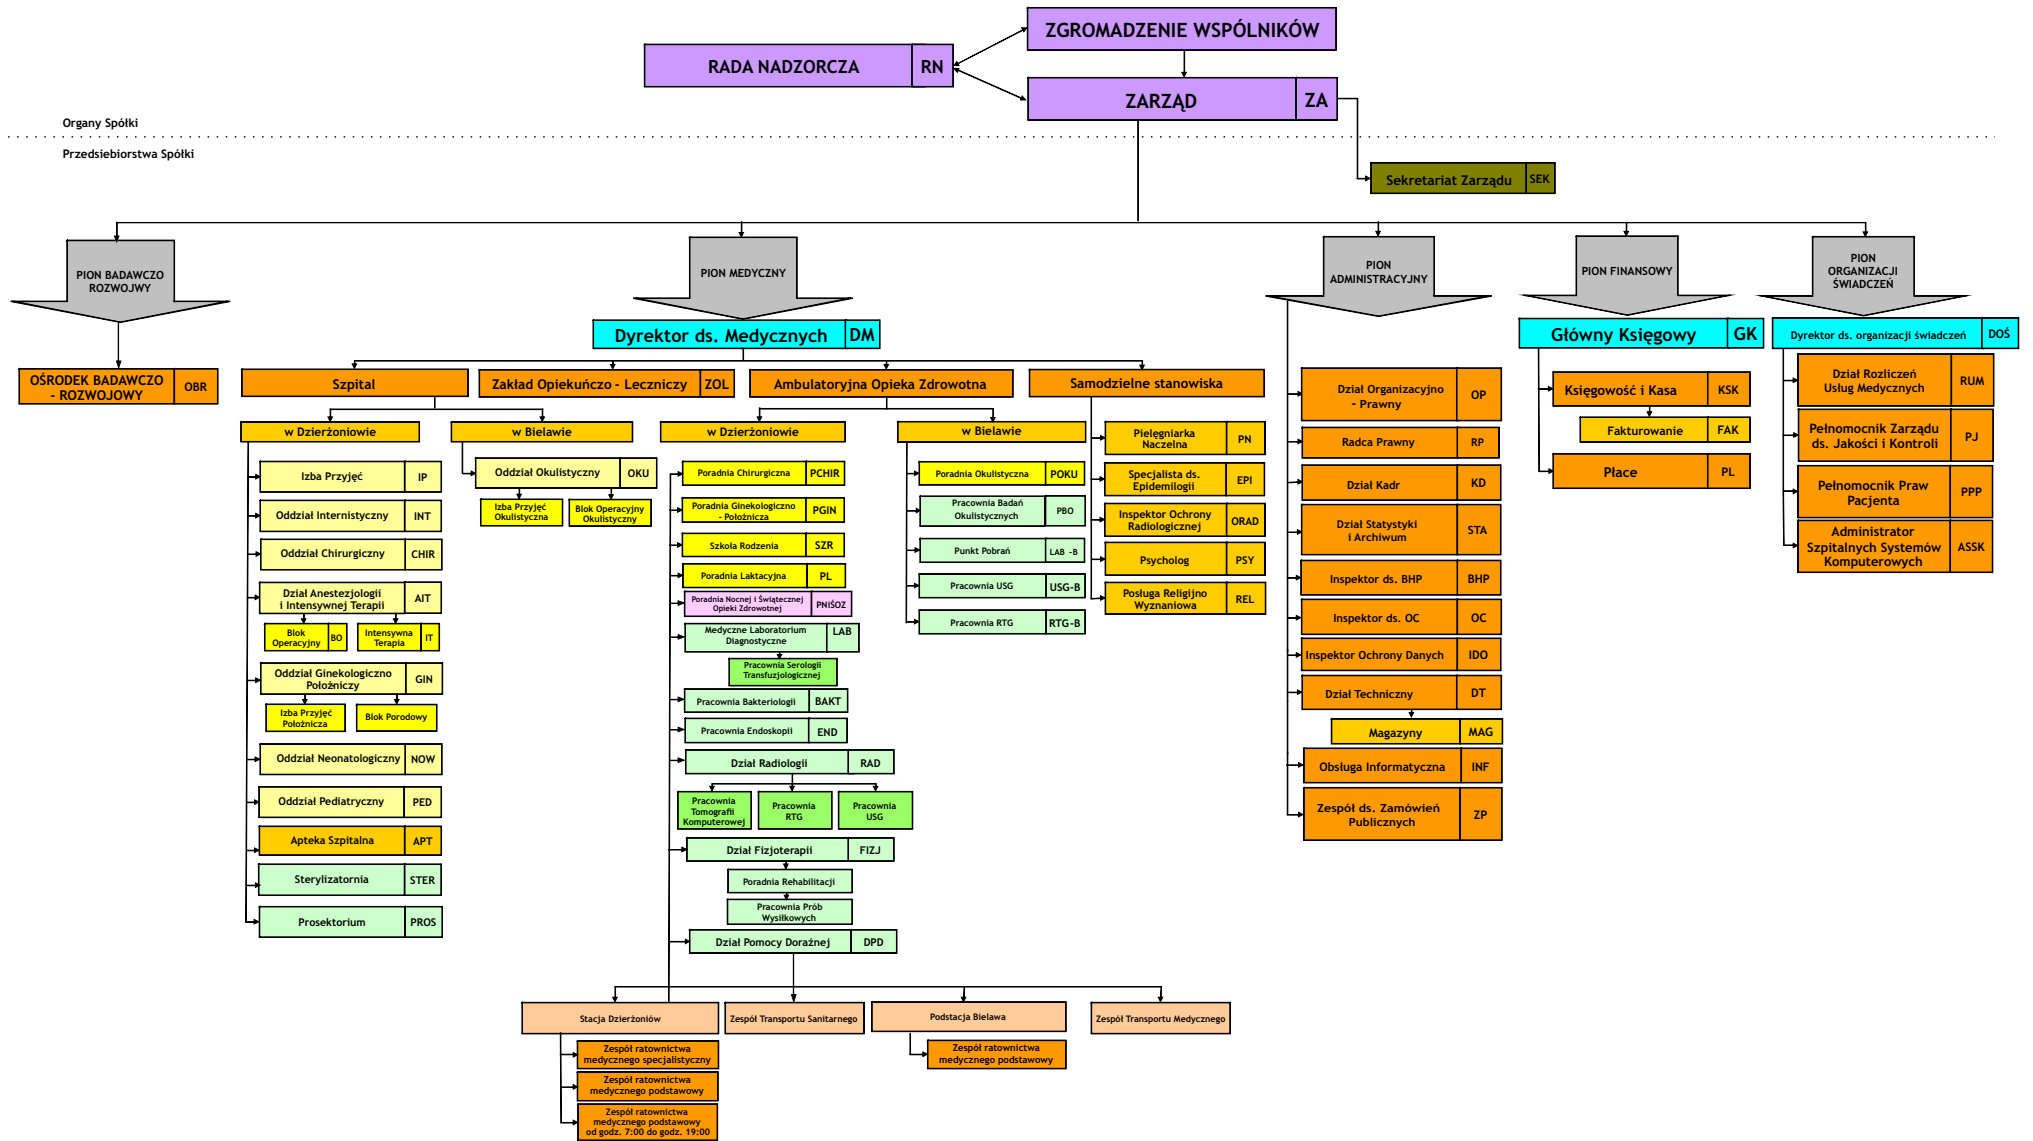 ZGROMADZENIE WSPÓLNIKÓW
RADA NADZORCZA RN
ZARZĄD ZA
Organy Spółki
Przedsiebiorstwa Spółki
Sekretariat Zarządu SEK
PION BADAWCZO
ROZWOJWY
PION MEDYCZNY
PION
ADMINISTRACYJNY
PION FINANSOWY
PION
ORGANIZACJI
ŚWIADCZEŃ
OŚRODEK BADAWCZO
- ROZWOJOWY
OBR
Dyrektor ds. Medycznych DM
Szpital
Zakład Opiekuńczo - Leczniczy ZOL
Ambulatoryjna Opieka Zdrowotna
Samodzielne stanowiska
w Dzierżoniowie
Izba Przyjęć IP
Oddział Internistyczny INT
Oddział Chirurgiczny CHIR
Dział Anestezjologii
i Intensywnej Terapii
AIT
Blok
Operacyjny
BO
Intensywna
Terapia
IT
Oddział Ginekologiczno
Położniczy
GIN
Izba Przyjęć
Położnicza
Blok Porodowy
Oddział Neonatologiczny NOW
Oddział Pediatryczny PED
Apteka Szpitalna APT
Sterylizatornia STER
Prosektorium PROS
w Bielawie
Oddział Okulistyczny OKU
Izba Przyjęć
Okulistyczna
Blok Operacyjny
Okulistyczny
w Dzierżoniowie
Poradnia Chirurgiczna PCHIR
Poradnia Ginekologiczno
- Położnicza
PGIN
Szkoła Rodzenia SZR
Poradnia Laktacyjna PL
Poradnia Nocnej i Świątecznej
Opieki Zdrowotnej
PNiŚOZ
Medyczne Laboratorium
Diagnostyczne
LAB
Pracownia Serologii
Transfuzjologicznej
Pracownia Bakteriologii BAKT
Pracownia Endoskopii END
Dział Radiologii RAD
Pracownia
Tomografii
Komputerowej
Pracownia
RTG
Pracownia
USG
Dział Fizjoterapii FIZJ
Poradnia Rehabilitacji
Pracownia Prób
Wysiłkowych
Dział Pomocy Doraźnej DPD
Stacja Dzierżoniów
Zespół ratownictwa
medycznego specjalistyczny
Zespół ratownictwa
medycznego podstawowy
Zespół ratownictwa
medycznego podstawowy
od godz. 7:00 do godz. 19:00
Zespół Transportu Sanitarnego
Podstacja Bielawa
Zespół ratownictwa
medycznego podstawowy
Zespół Transportu Medycznego
w Bielawie
Poradnia Okulistyczna POKU
Pracownia Badań
Okulistycznych
PBO
Punkt Pobrań LAB -B
Pracownia USG USG-B
Pracownia RTG RTG-B
Pielęgniarka
Naczelna
PN
Specjalista ds.
Epidemilogii
EPI
Inspektor Ochrony
Radiologicznej
ORAD
Psycholog PSY
Posługa Religijno
Wyznaniowa
REL
Dział Organizacyjno
- Prawny
OP
Radca Prawny RP
Dział Kadr KD
Dział Statystyki
i Archiwum
STA
Inspektor ds. BHP BHP
Inspektor ds. OC OC
Inspektor Ochrony Danych IDO
Dział Techniczny DT
Magazyny MAG
Obsługa Informatyczna INF
Zespół ds. Zamówień
Publicznych
ZP
Główny Księgowy GK
Księgowość i Kasa KSK
Fakturowanie FAK
Płace PL
Dyrektor ds. organizacji świadczeń DOŚ
Dział Rozliczeń
Usług Medycznych
RUM
Pełnomocnik Zarządu
ds. Jakości i Kontroli
PJ
Pełnomocnik Praw
Pacjenta
PPP
Administrator
Szpitalnych Systemów
Komputerowych
ASSK